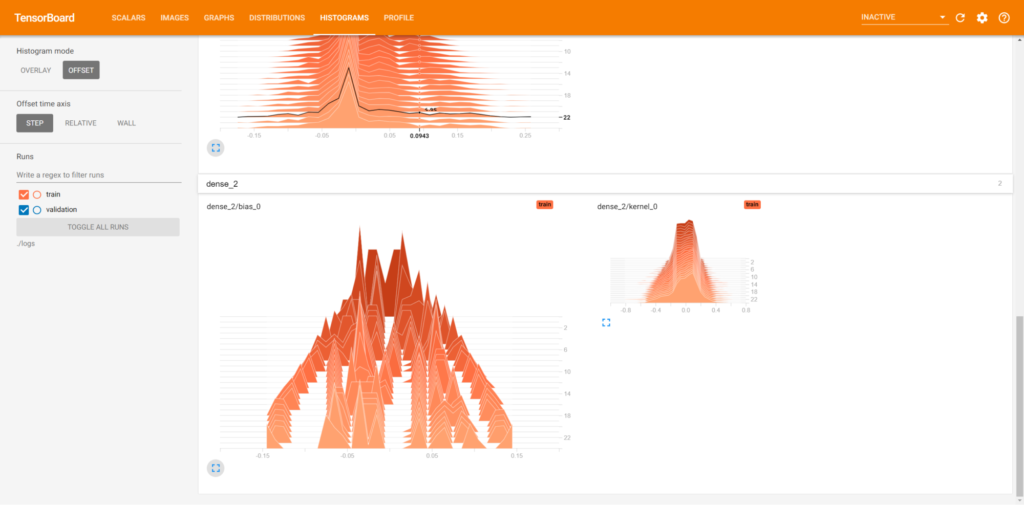 TensorBoard SCALARS IMAGES GRAPHS DISTRIBUTIONS HISTOGRAMS PROFILE INACTIVE
Histogram mode
OVERLAY OFFSET
Offset time axis
STEP RELATIVE WALL
Runs
Write a regex to filter runs
train
validation
TOGGLE ALL RUNS
./logs
10
14
18
22
-0.15 -0.05 0.05 0.0943 0.15 0.25
dense_2 2
dense_2/bias_0 train
2
6
10
14
18
22
-0.15 -0.05 0.05 0.15
dense_2/kernel_0 train
2
6
10
14
18
22
-0.8 -0.4 0.0 0.4 0.8